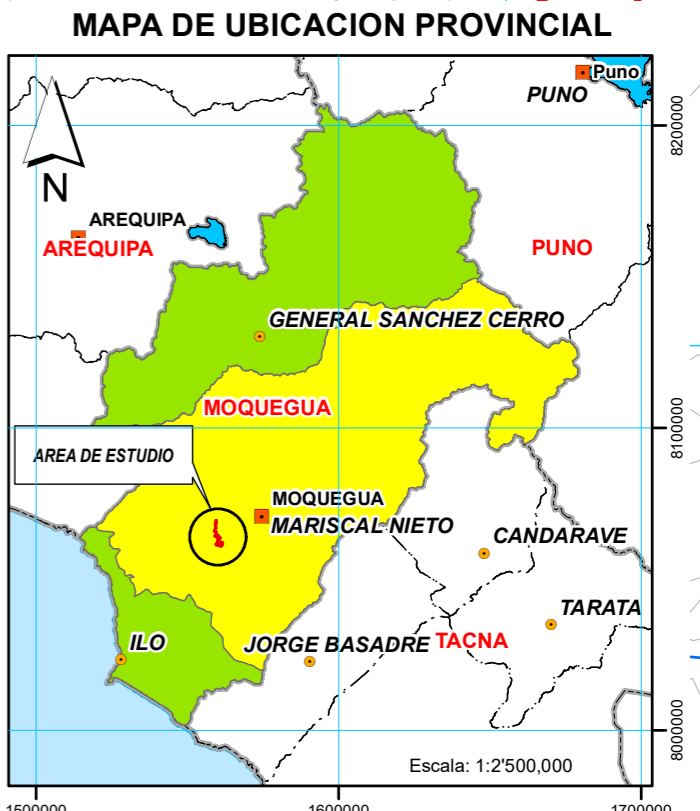 MAPA DE UBICACION PROVINCIAL
Puno
PUNO
8200000
N
AREQUIPA
AREQUIPA
PUNO
GENERAL SANCHEZ CERRO
MOQUEGUA
8100000
AREA DE ESTUDIO
MOQUEGUA
MARISCAL NIETO
CANDARAVE
TARATA
ILO
JORGE BASADRE
TACNA
8000000
Escala: 1:2'500,000
1500000
1600000
1700000